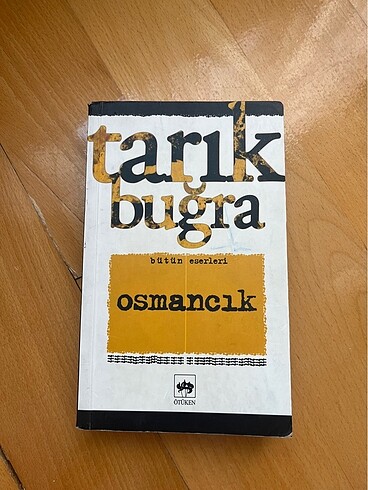 tarık
buğra
bütün eserleri
osmancık
ÖTÜKEN